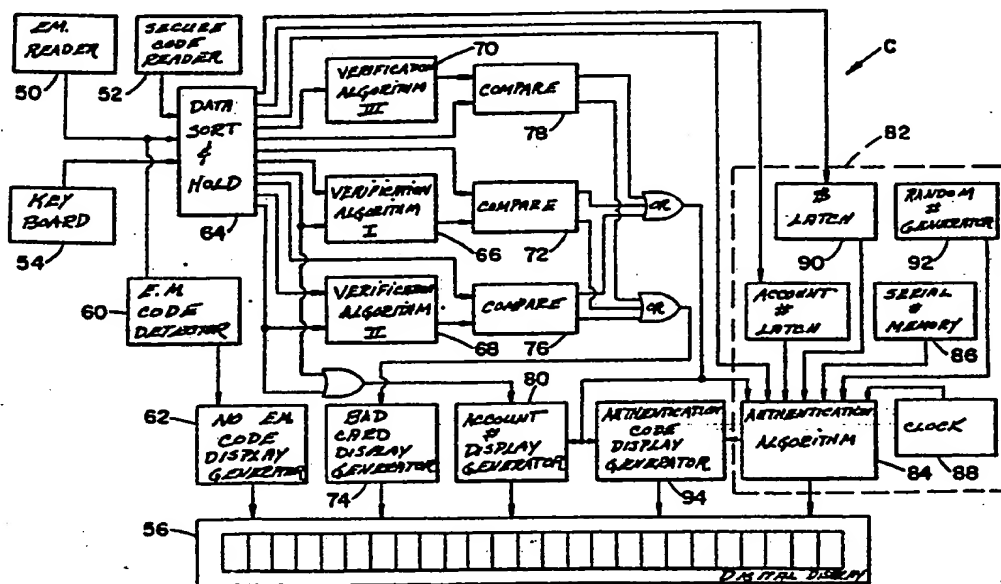 EM.
READER
50
SECURE
CODE
READER
52
KEY
BOARD
54
DATA
SORT
&
HOLD
64
VERIFICATION
ALGORITHM
III
70
COMPARE
78
VERIFICATION
ALGORITHM
I
66
COMPARE
72
VERIFICATION
ALGORITHM
II
68
COMPARE
76
OR
OR
C
82
$
LATCH
90
RANDOM
# GENERATOR
92
ACCOUNT
#
LATCH
SERIAL
#
MEMORY
86
60
E.M.
CODE
DETECTOR
62
NO EM.
CODE
DISPLAY
GENERATOR
BAD
CARD
DISPLAY
GENERATOR
74
80
ACCOUNT
#
DISPLAY
GENERATOR
AUTHENTICATION
CODE
DISPLAY
GENERATOR
94
AUTHENTICATION
ALGORITHM
84
CLOCK
88
56
DIGITAL DISPLAY